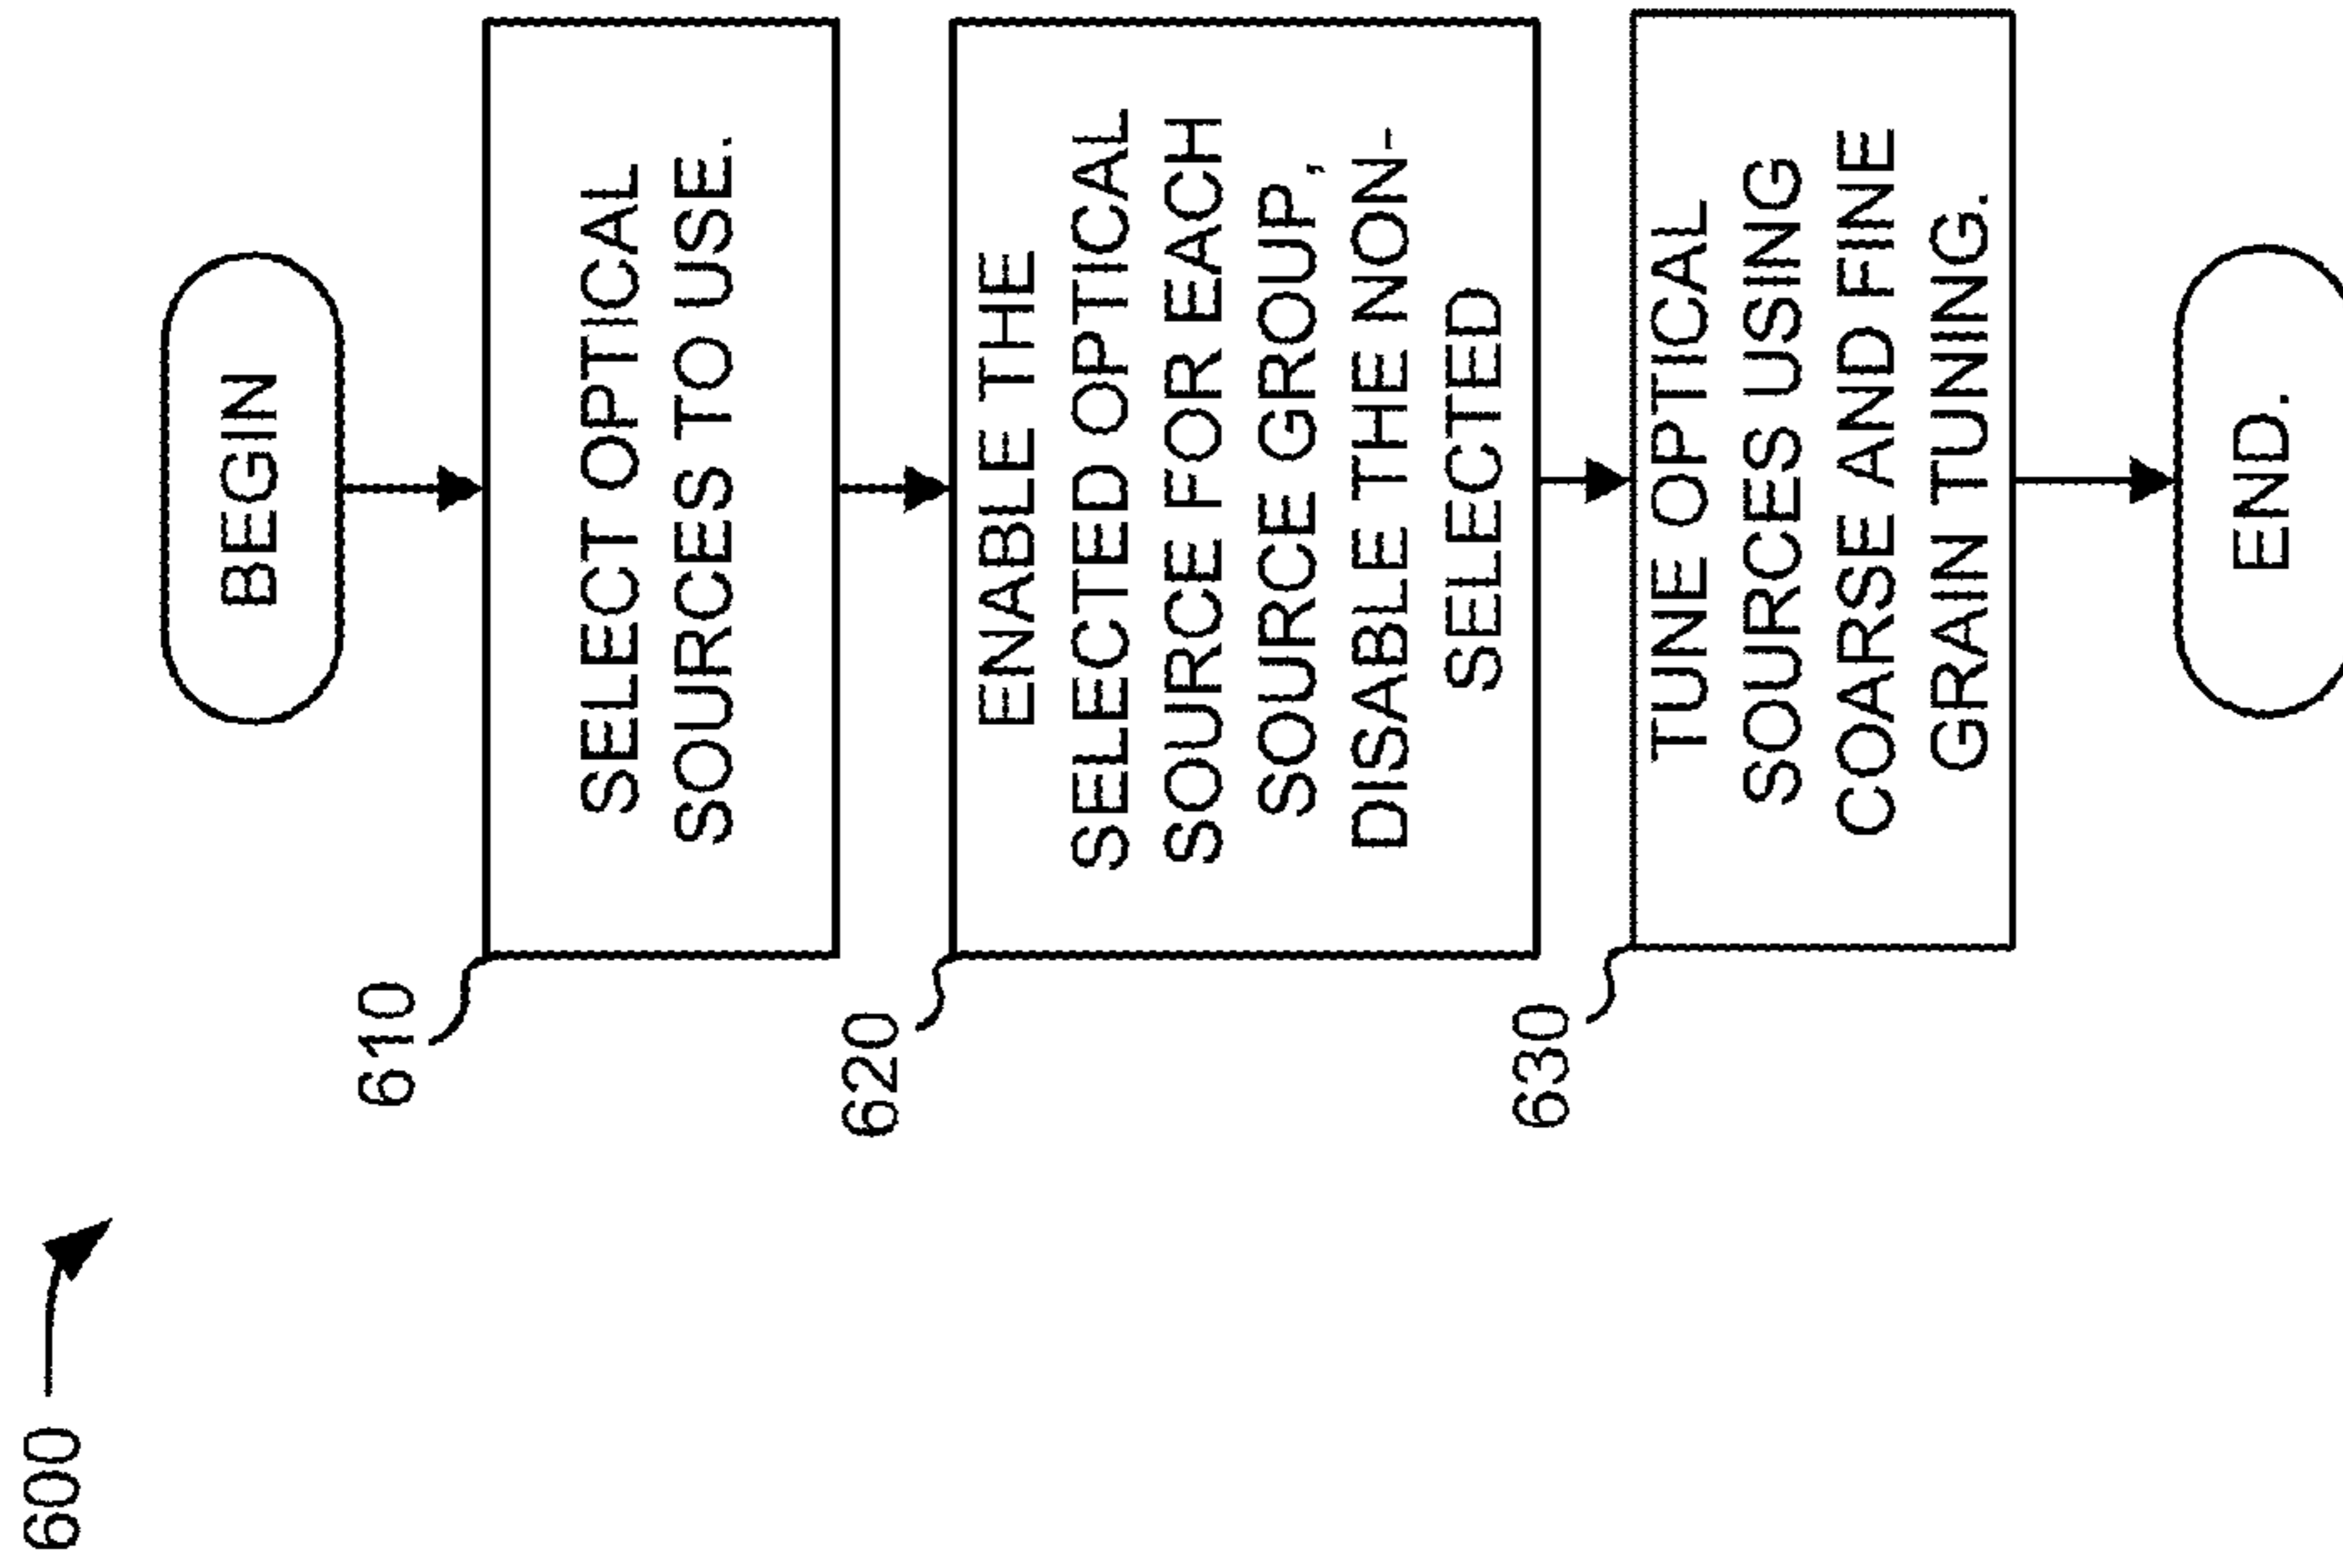 600
BEGIN
610
SELECT OPTICAL
SOURCES TO USE.
620
ENABLE THE
SELECTED OPTICAL
SOURCE FOR EACH
SOURCE GROUP,
DISABLE THE NON-
SELECTED
630
TUNE OPTICAL
SOURCES USING
COARSE AND FINE
GRAIN TUNING.
END.